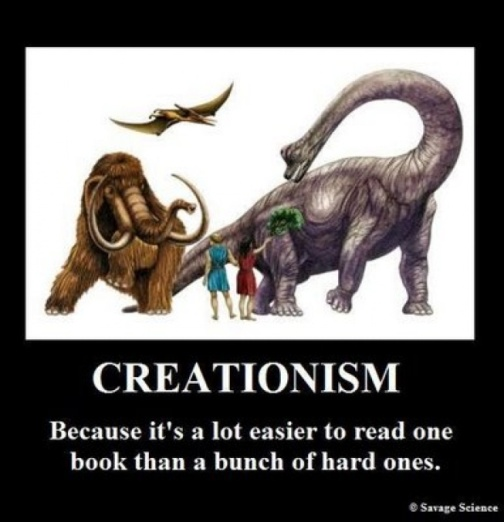 CREATIONISM
Because it's a lot easier to read one
book than a bunch of hard ones.
© Savage Science